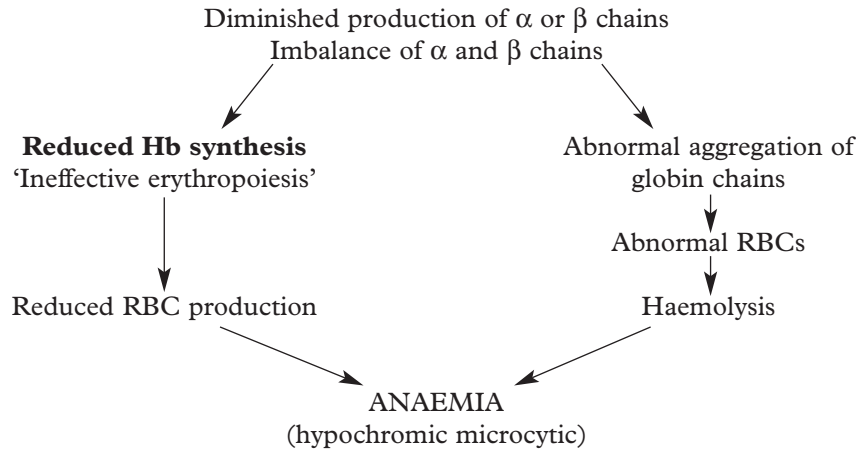 Diminished production of α or β chains
Imbalance of α and β chains
Reduced Hb synthesis
'Ineffective erythropoiesis'
Abnormal aggregation of
globin chains
Abnormal RBCs
Reduced RBC production
Haemolysis
ANAEMIA
(hypochromic microcytic)